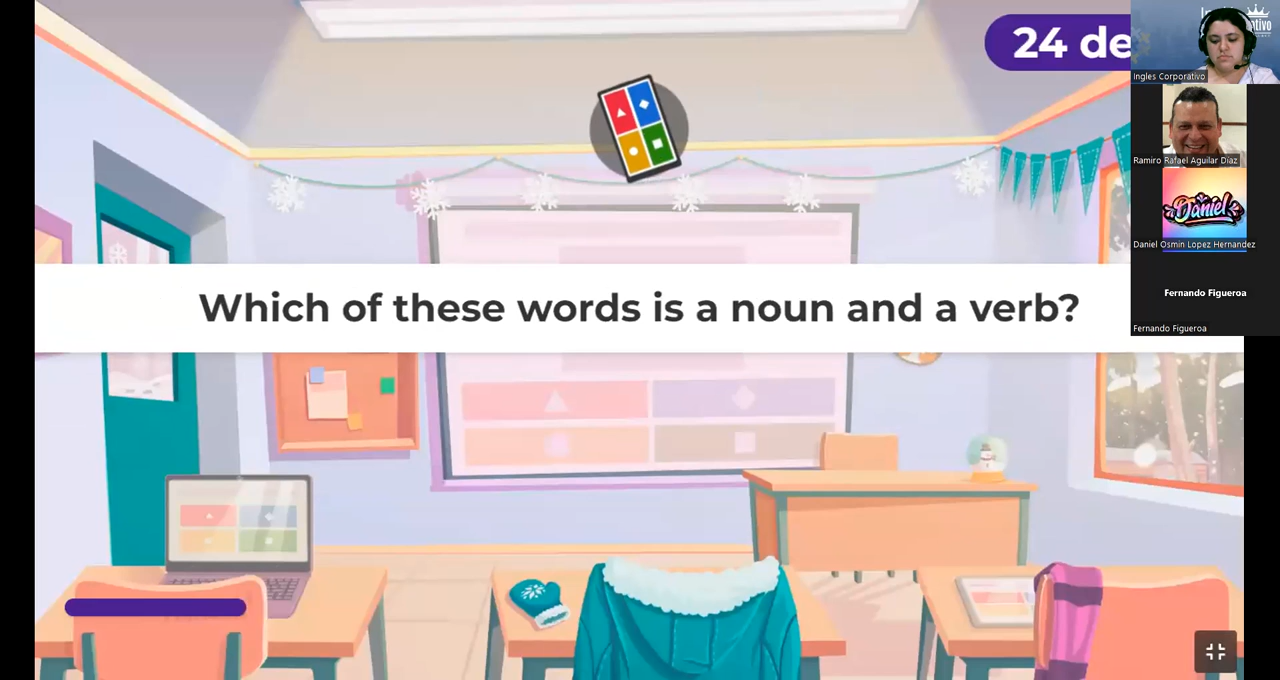 24 de
Ingles Corporativo
Ramiro Rafael Aguilar Díaz
Daniel
Daniel Osmin Lopez Hernandez
Which of these words is a noun and a verb?
Fernando Figueroa
Fernando Figueroa